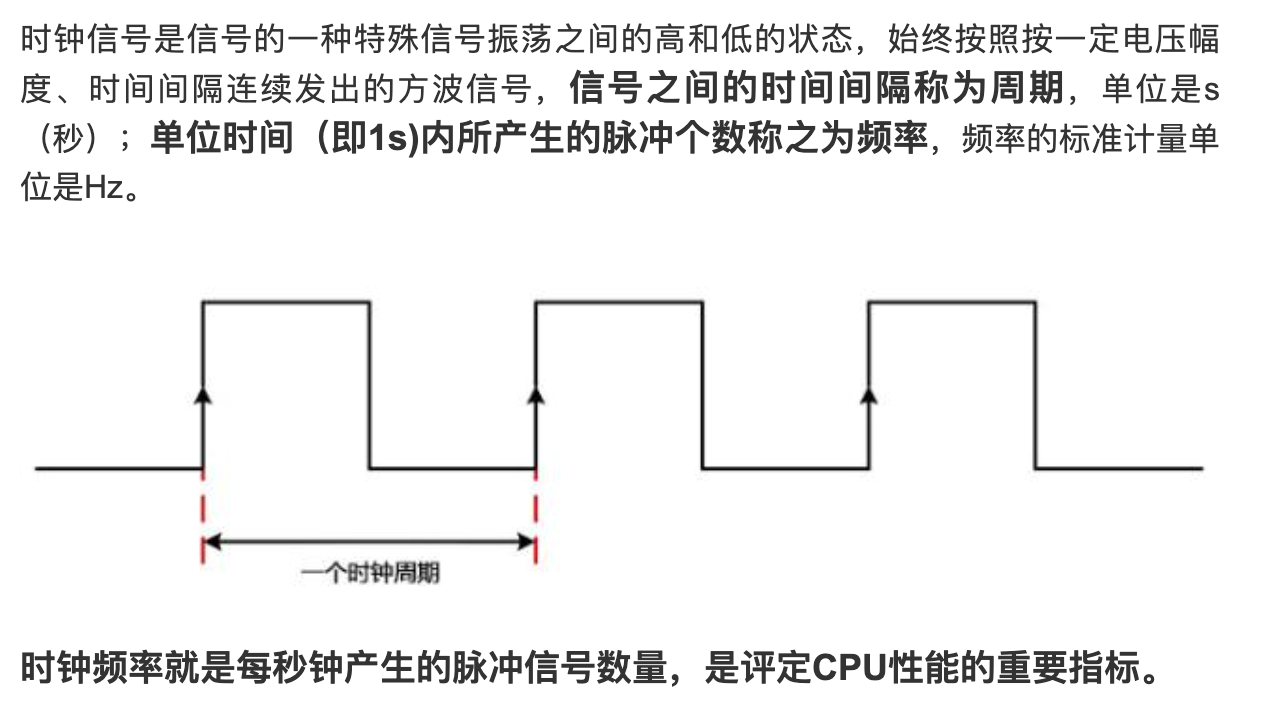 时钟信号是信号的一种特殊信号振荡之间的高和低的状态，始终按照按一定电压幅
度、时间间隔连续发出的方波信号，信号之间的时间间隔称为周期，单位是s
（秒）；单位时间（即1s)内所产生的脉冲个数称之为频率，频率的标准计量单
位是Hz。
一个时钟周期
时钟频率就是每秒钟产生的脉冲信号数量，是评定CPU性能的重要指标。